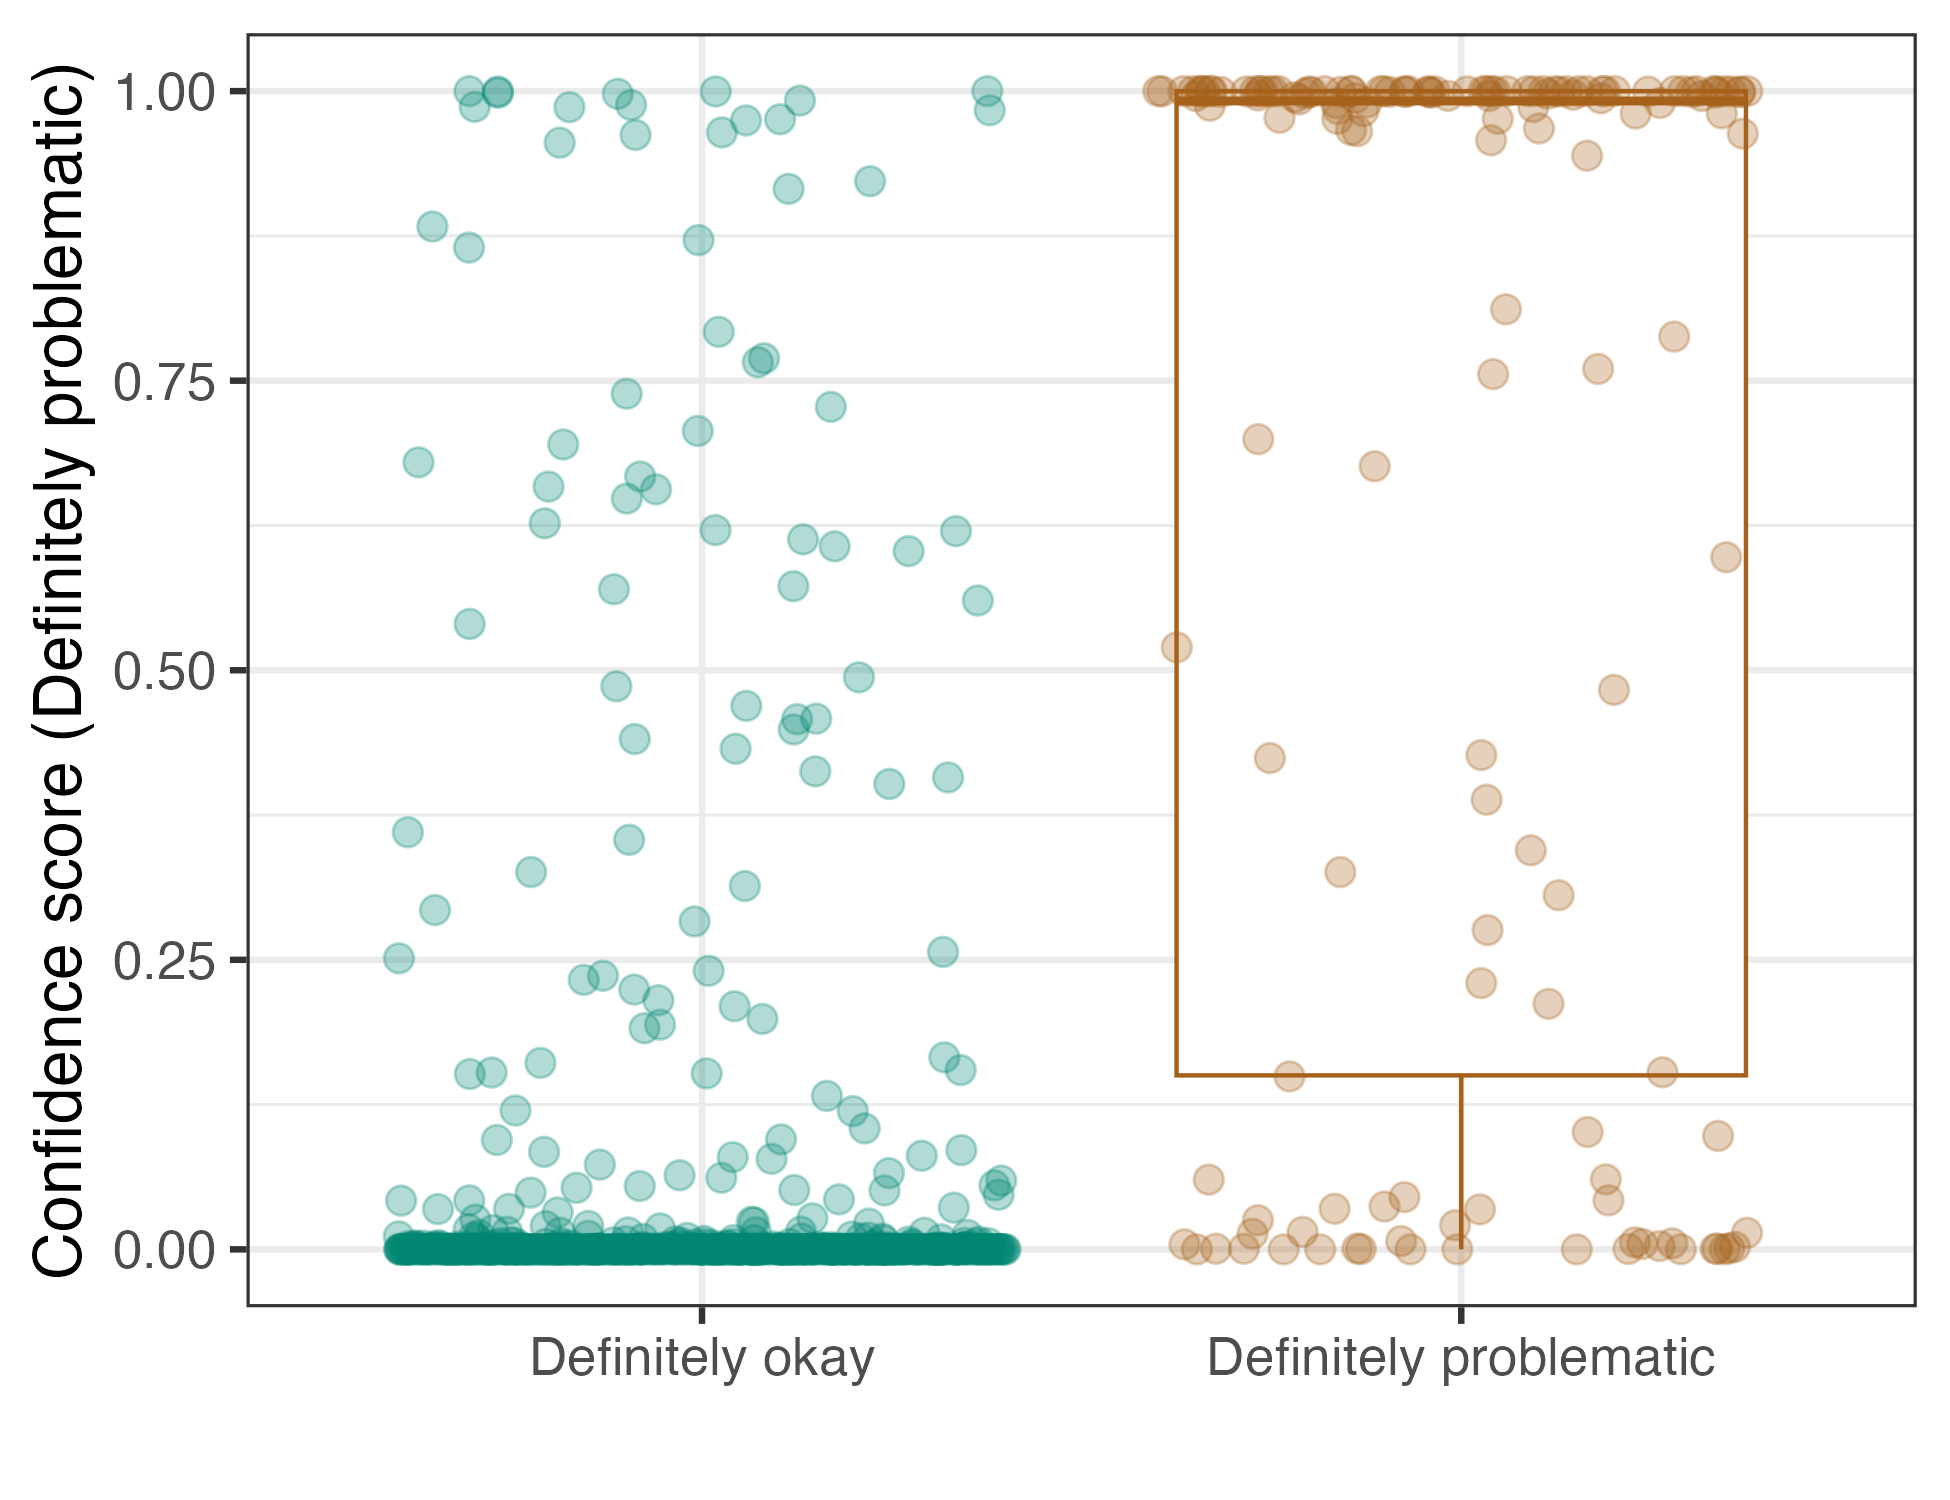 Confidence score (Definitely problematic)
1.00
0.75
0.50
0.25
0.00
Definitely okay
Definitely problematic